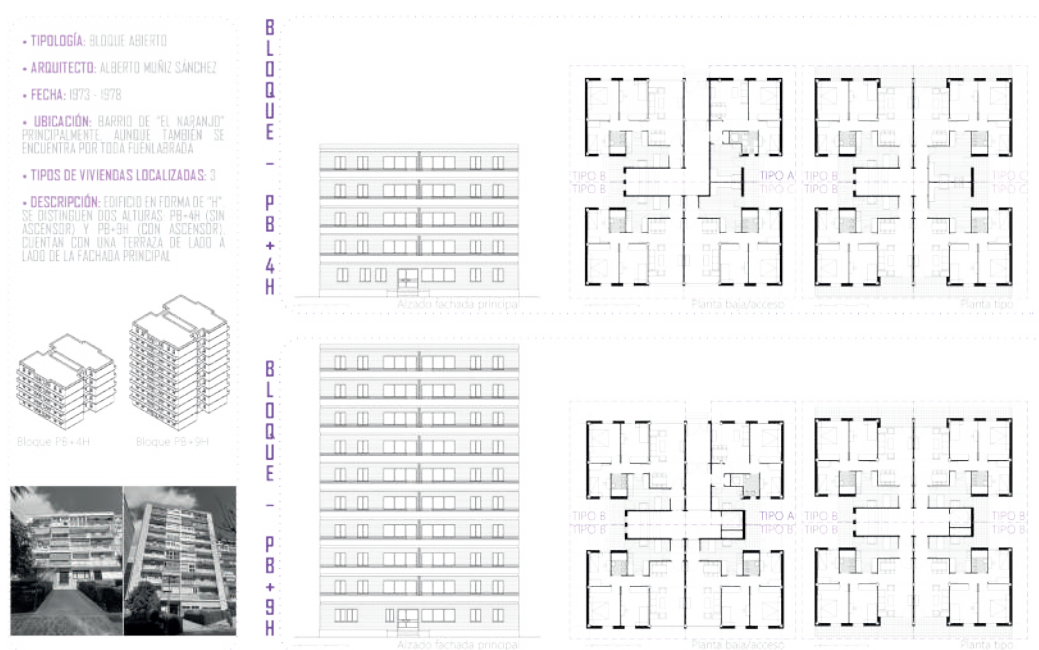 • TIPOLOGÍA: BLOQUE ABIERTO
• ARQUITECTO: ALBERTO MUÑIZ SÁNCHEZ
• FECHA: 1973 - 1978
• UBICACIÓN: BARRIO DE "EL NARANJO"
PRINCIPALMENTE, AUNQUE TAMBIÉN SE
ENCUENTRA POR TODA FUENLABRADA
• TIPOS DE VIVIENDAS LOCALIZADAS: 3
• DESCRIPCIÓN: EDIFICIO EN FORMA DE "H".
SE DISTINGUEN DOS ALTURAS: PB+4H (SIN
ASCENSOR) Y PB+9H (CON ASCENSOR).
CUENTAN CON UNA TERRAZA DE LADO A
LADO DE LA FACHADA PRINCIPAL
Bloque PB+4H
Bloque PB+9H
BLOQUE - PB+4H
Alzado fachada principal
TIPO B
TIPO B
TIPO A
TIPO C
Planta baja/acceso
TIPO B
TIPO B
TIPO C
TIPO C
Planta tipo
BLOQUE - PB+9H
Alzado fachada principal
TIPO B
TIPO B
TIPO A
TIPO B
Planta baja/acceso
TIPO B
TIPO B
TIPO B
TIPO B
Planta tipo